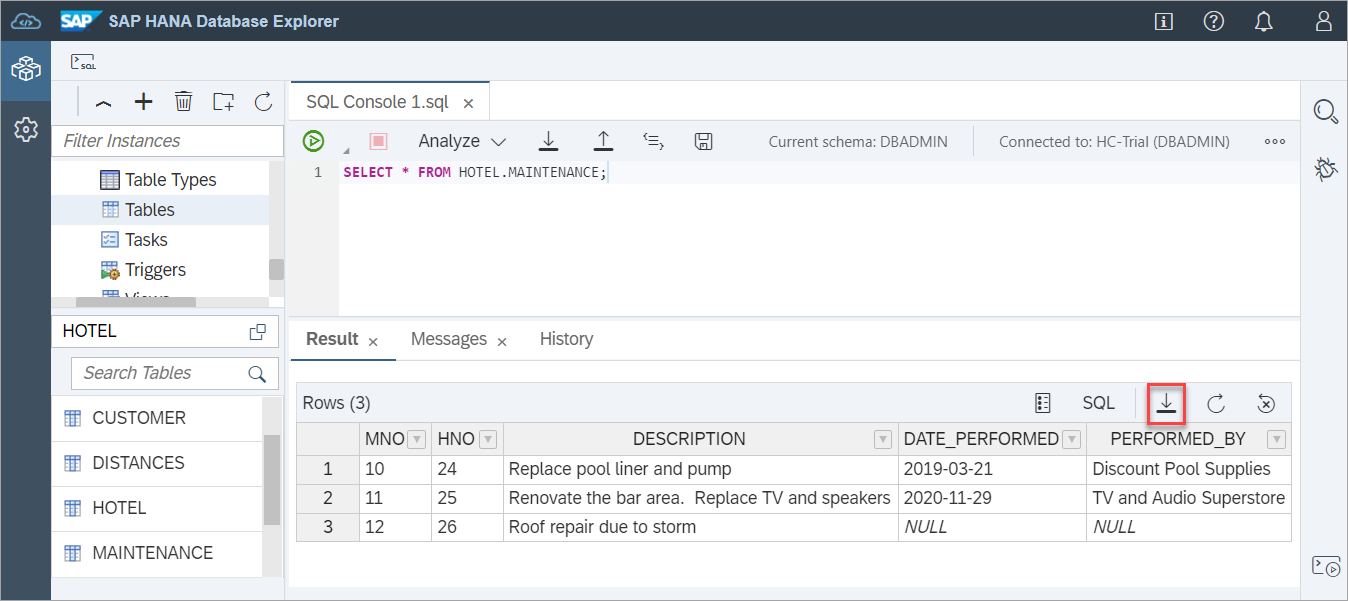 SAP SAP HANA Database Explorer
SQL
SQL Console 1.sql
Filter Instances
Analyze
Current schema: DBADMIN
Connected to: HC-Trial (DBADMIN)
1 SELECT * FROM HOTEL.MAINTENANCE;
Table Types
Tables
Tasks
Triggers
Views
HOTEL
Search Tables
CUSTOMER
DISTANCES
HOTEL
MAINTENANCE
Result Messages History
Rows (3) SQL
MNO HNO DESCRIPTION DATE_PERFORMED PERFORMED_BY
1 10 24 Replace pool liner and pump 2019-03-21 Discount Pool Supplies
2 11 25 Renovate the bar area.  Replace TV and speakers 2020-11-29 TV and Audio Superstore
3 12 26 Roof repair due to storm NULL NULL